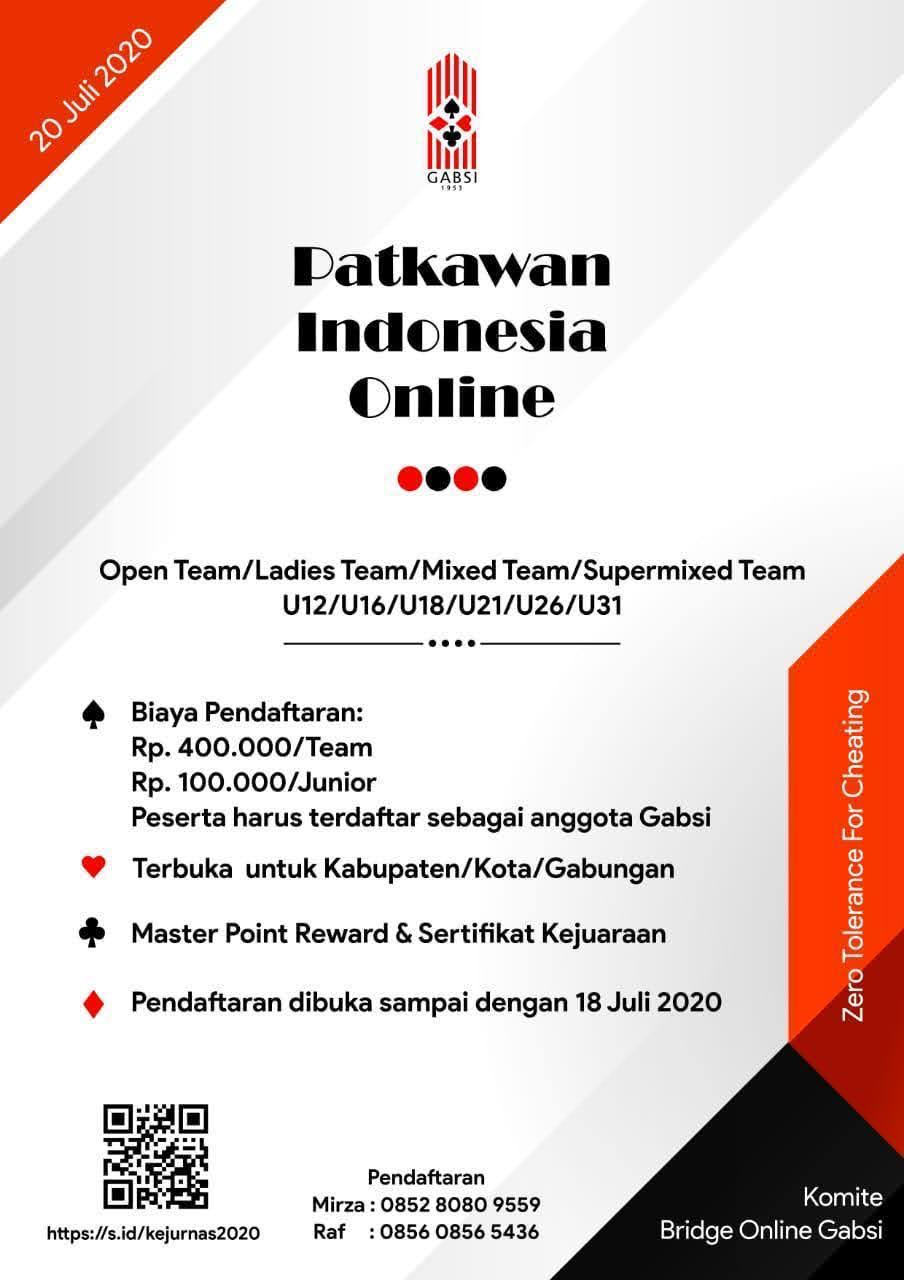 20 Juli 2020
GABSI
1953
Patkawan
Indonesia
Online
Open Team/Ladies Team/Mixed Team/Supermixed Team
U12/U16/U18/U21/U26/U31
Biaya Pendaftaran:
Rp. 400.000/Team
Rp. 100.000/Junior
Peserta harus terdaftar sebagai anggota Gabsi
Terbuka untuk Kabupaten/Kota/Gabungan
Master Point Reward & Sertifikat Kejuaraan
Pendaftaran dibuka sampai dengan 18 Juli 2020
Zero Tolerance For Cheating
https://s.id/kejurnas2020
Pendaftaran
Mirza : 0852 8080 9559
Raf : 0856 0856 5436
Komite
Bridge Online Gabsi